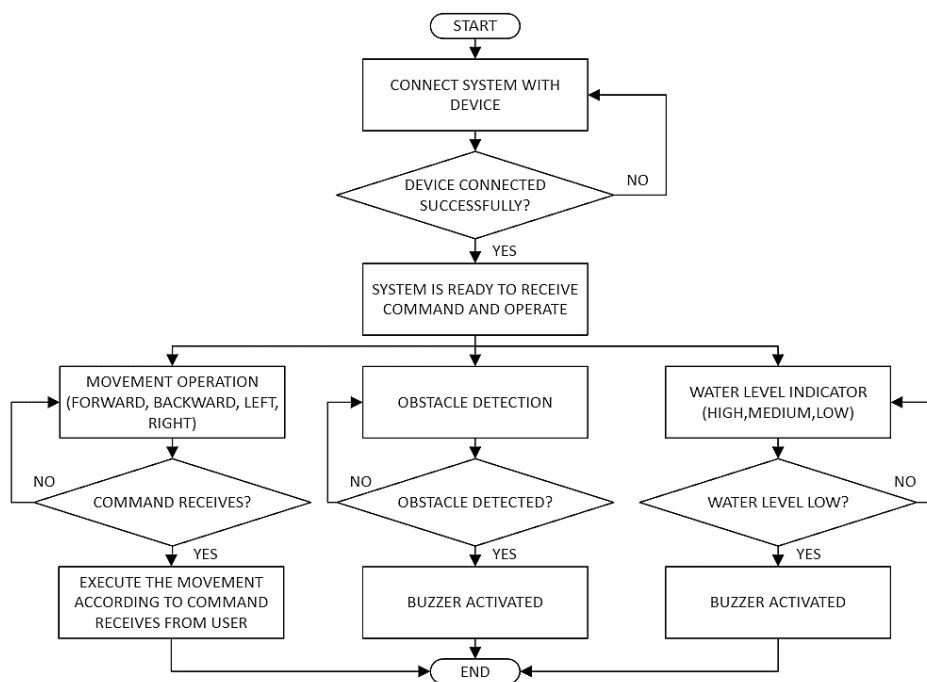 START
CONNECT SYSTEM WITH
DEVICE
DEVICE CONNECTED
SUCCESSFULLY?
NO
YES
SYSTEM IS READY TO RECEIVE
COMMAND AND OPERATE
MOVEMENT OPERATION
(FORWARD, BACKWARD, LEFT,
RIGHT)
OBSTACLE DETECTION
WATER LEVEL INDICATOR
(HIGH,MEDIUM,LOW)
NO
COMMAND RECEIVES?
NO
OBSTACLE DETECTED?
WATER LEVEL LOW?
NO
YES
YES
YES
EXECUTE THE MOVEMENT
ACCORDING TO COMMAND
RECEIVES FROM USER
BUZZER ACTIVATED
BUZZER ACTIVATED
END